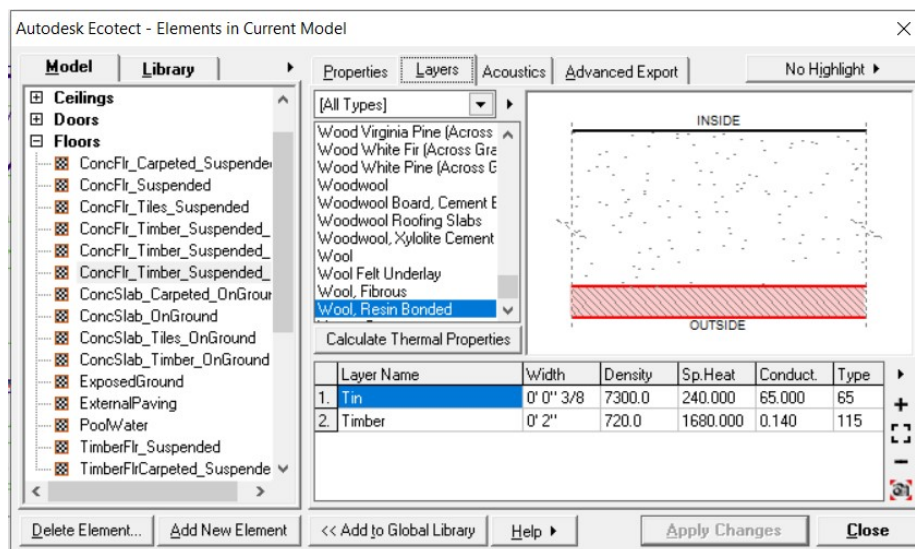 Autodesk Ecotect - Elements in Current Model
Model
Library
Ceilings
Doors
Floors
ConcFlr_Carpeted_Suspende
ConcFlr_Suspended
ConcFlr_Tiles_Suspended
ConcFlr_Timber_Suspended_
ConcFlr_Timber_Suspended_
ConcFlr_Timber_Suspended_
ConcSlab_Carpeted_OnGroun
ConcSlab_OnGround
ConcSlab_Tiles_OnGround
ConcSlab_Timber_OnGround
ExposedGround
ExternalPaving
PoolWater
TimberFlr_Suspended
TimberFlrCarpeted_Suspende
Delete Element...
Add New Element
Properties
Layers
Acoustics
Advanced Export
No Highlight
[All Types]
Wood Virginia Pine (Across
Wood White Fir (Across Gra
Wood White Pine (Across G
Woodwool
Woodwool Board, Cement B
Woodwool Roofing Slabs
Woodwool, Xylolite Cement
Wool
Wool Felt Underlay
Wool, Fibrous
Wool, Resin Bonded
Calculate Thermal Properties
INSIDE
OUTSIDE
Layer Name Width Density Sp.Heat Conduct. Type
1. Tin 0' 0" 3/8 7300.0 240.000 65.000 65
2. Timber 0' 2" 720.0 1680.000 0.140 115
<< Add to Global Library
Help
Apply Changes
Close